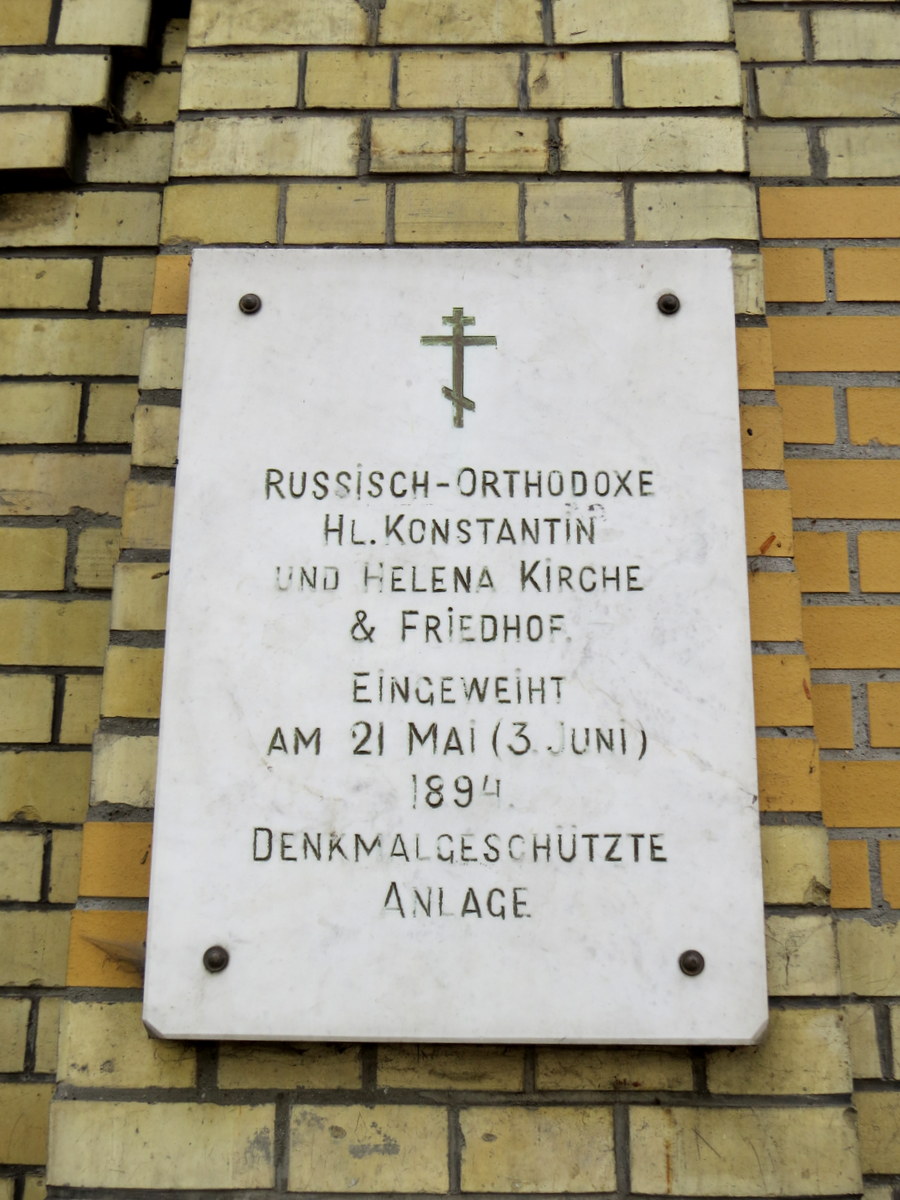 RUSSISCH-ORTHODOXE
HL. KONSTANTIN
UND HELENA KIRCHE
& FRIEDHOF.
EINGEWEIHT
AM 21 MAI (3. JUNI)
1894.
DENKMALGESCHÜTZTE
ANLAGE